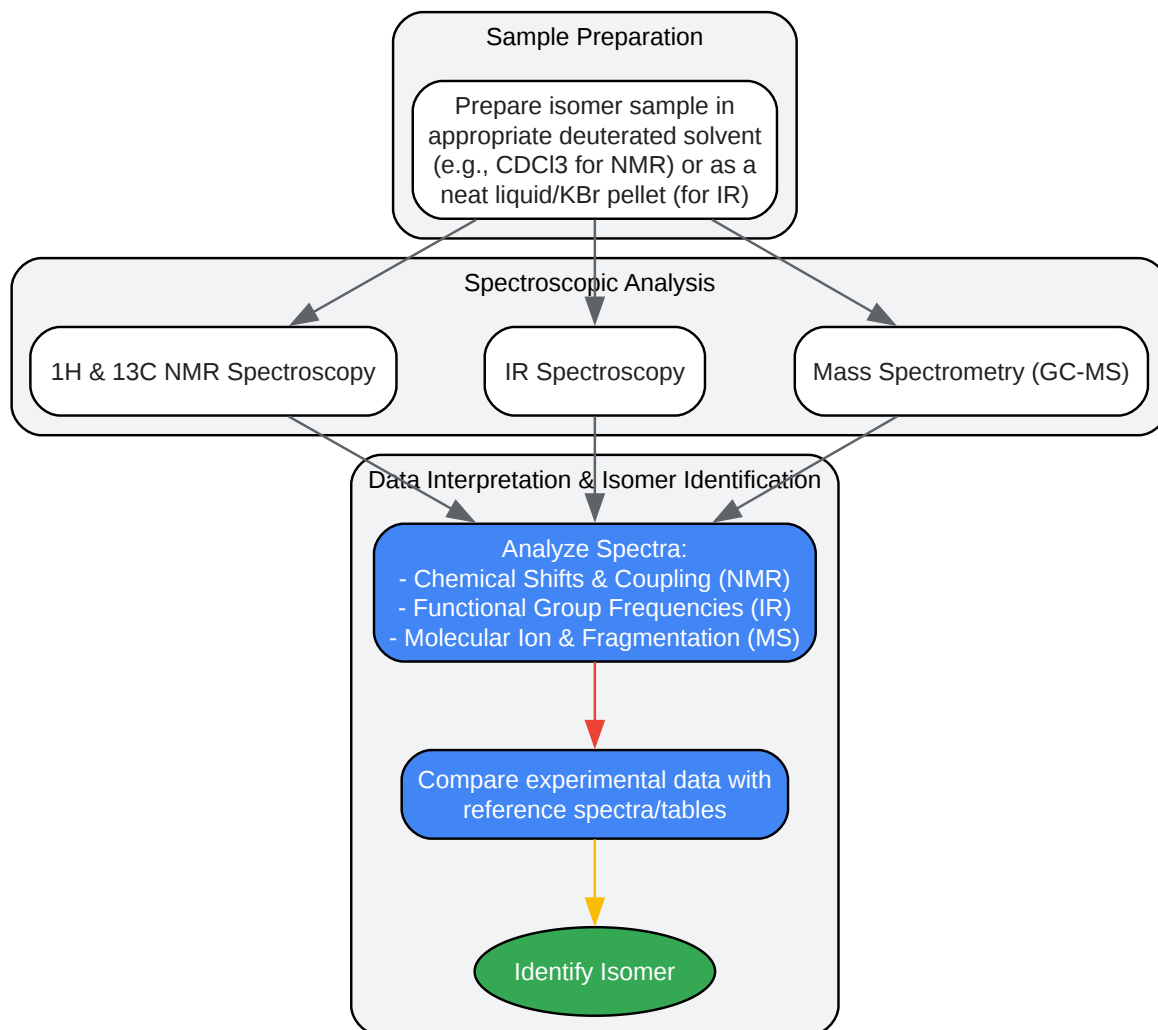 Sample Preparation
Prepare isomer sample in
appropriate deuterated solvent
(e.g., CDCl3 for NMR) or as a
neat liquid/KBr pellet (for IR)
Spectroscopic Analysis
1H & 13C NMR Spectroscopy
IR Spectroscopy
Mass Spectrometry (GC-MS)
Data Interpretation & Isomer Identification
Analyze Spectra:
- Chemical Shifts & Coupling (NMR)
- Functional Group Frequencies (IR)
- Molecular Ion & Fragmentation (MS)
Compare experimental data with
reference spectra/tables
Identify Isomer